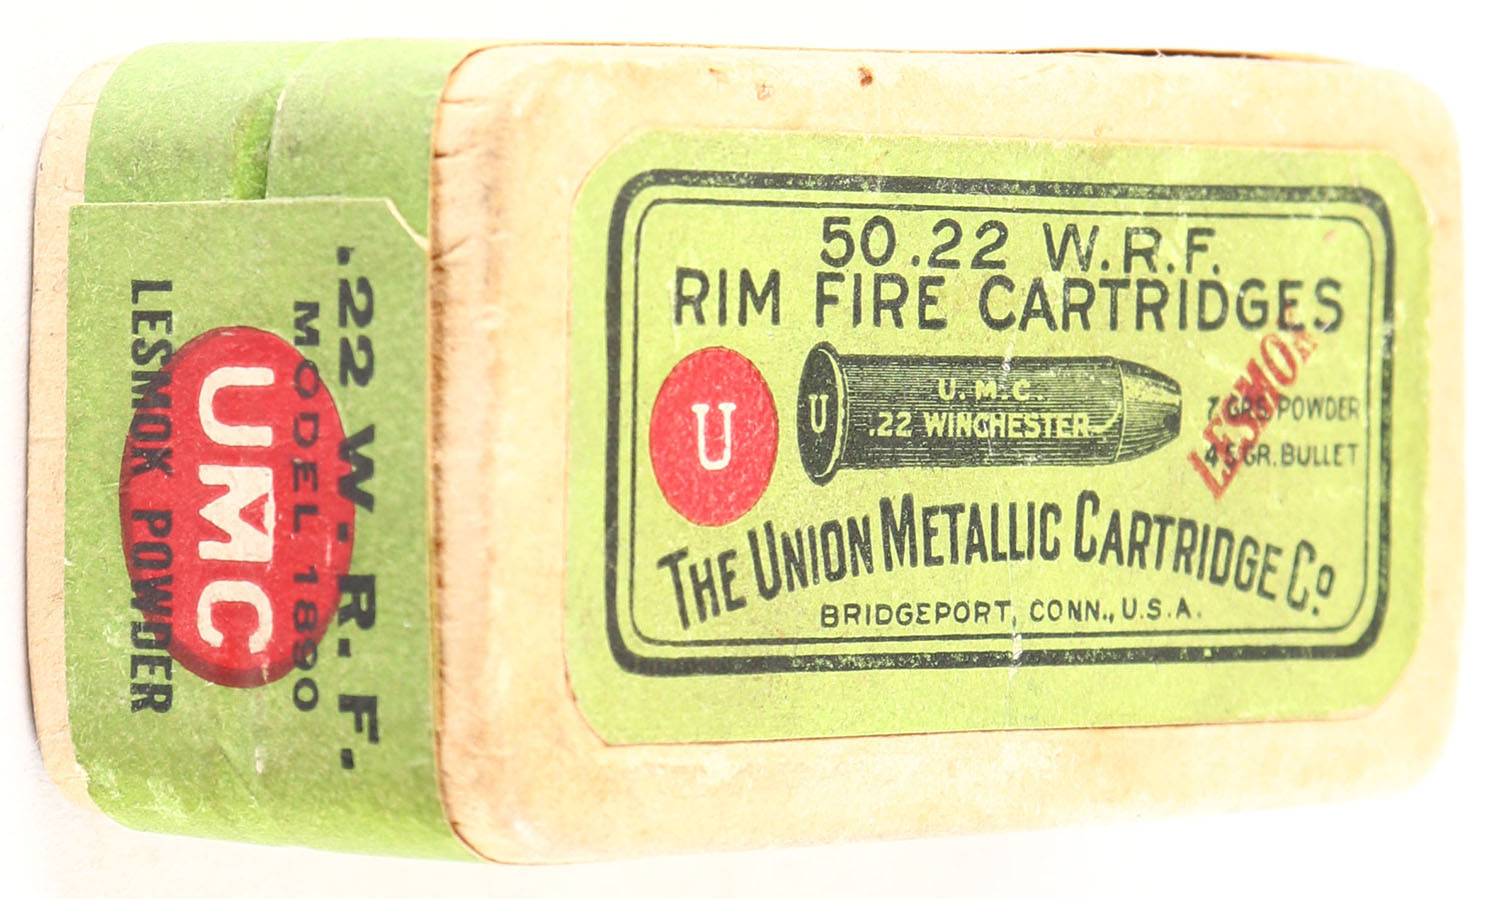 50 .22 W.R.F.
RIM FIRE CARTRIDGES
U
U
U.M.C.
.22 WINCHESTER
7 GRS. POWDER
45 GR. BULLET
LESMOK
THE UNION METALLIC CARTRIDGE Co.
BRIDGEPORT, CONN., U.S.A.
.22 W.R.F.
MODEL 1890
UMC
LESMOK POWDER